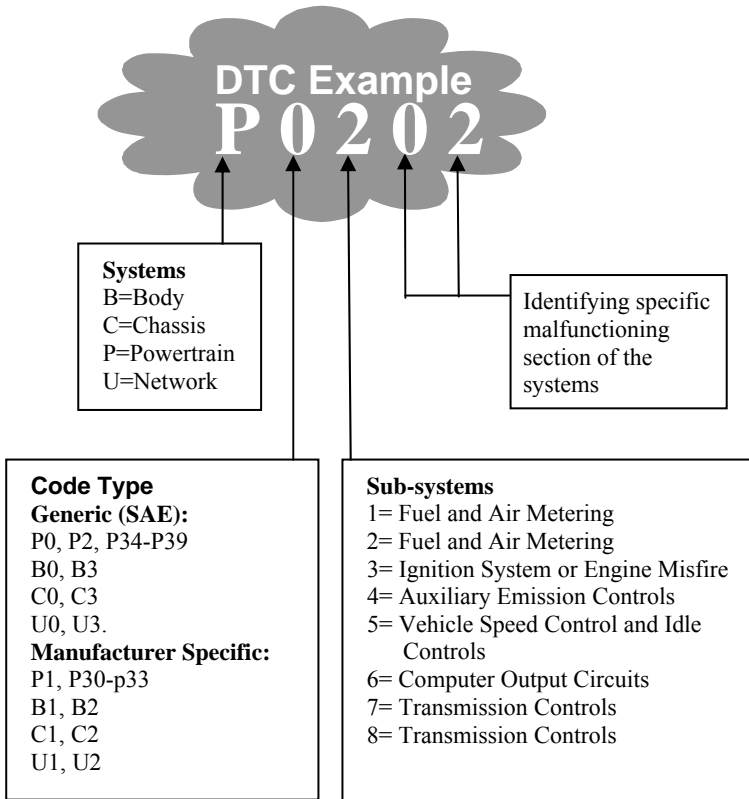 DTC Example
P 0 2 0 2
Systems
B=Body
C=Chassis
P=Powertrain
U=Network
Identifying specific
malfunctioning
section of the
systems
Code Type
Generic (SAE):
P0, P2, P34-P39
B0, B3
C0, C3
U0, U3.
Manufacturer Specific:
P1, P30-p33
B1, B2
C1, C2
U1, U2
Sub-systems
1= Fuel and Air Metering
2= Fuel and Air Metering
3= Ignition System or Engine Misfire
4= Auxiliary Emission Controls
5= Vehicle Speed Control and Idle
Controls
6= Computer Output Circuits
7= Transmission Controls
8= Transmission Controls